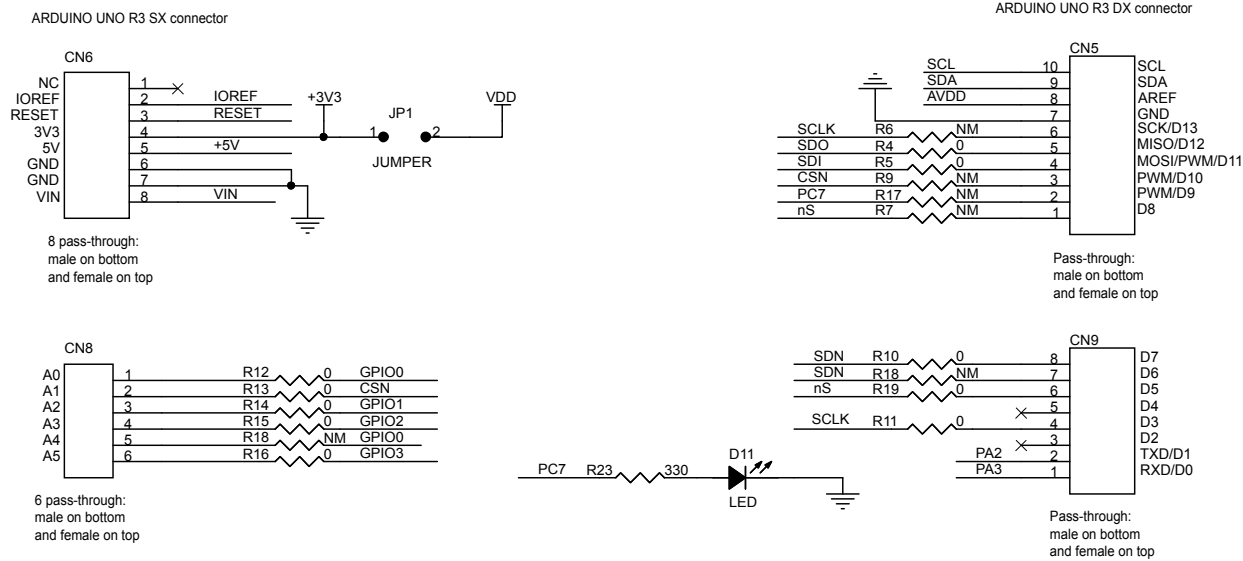 ARDUINO UNO R3 SX connector
CN6
NC 1
IOREF 2 IOREF
RESET 3 RESET
3V3 4
5V 5 +5V
GND 6
GND 7
VIN 8 VIN
+3V3
JP1
VDD
1 2
JUMPER
8 pass-through:
male on bottom
and female on top
ARDUINO UNO R3 DX connector
CN5
SCL 10 SCL
SDA 9 SDA
AVDD 8 AREF
7 GND
SCLK R6 NM 6 SCK/D13
SDO R4 0 5 MISO/D12
SDI R5 0 4 MOSI/PWM/D11
CSN R9 NM 3 PWM/D10
PC7 R17 NM 2 PWM/D9
nS R7 NM 1 D8
Pass-through:
male on bottom
and female on top
CN8
A0 1 R12 0 GPIO0
A1 2 R13 0 CSN
A2 3 R14 0 GPIO1
A3 4 R15 0 GPIO2
A4 5 R18 NM GPIO0
A5 6 R16 0 GPIO3
6 pass-through:
male on bottom
and female on top
PC7 R23 330
D11
LED
CN9
SDN R10 0 8 D7
SDN R18 NM 7 D6
nS R19 0 6 D5
5 D4
SCLK R11 0 4 D3
3 D2
PA2 2 TXD/D1
PA3 1 RXD/D0
Pass-through:
male on bottom
and female on top